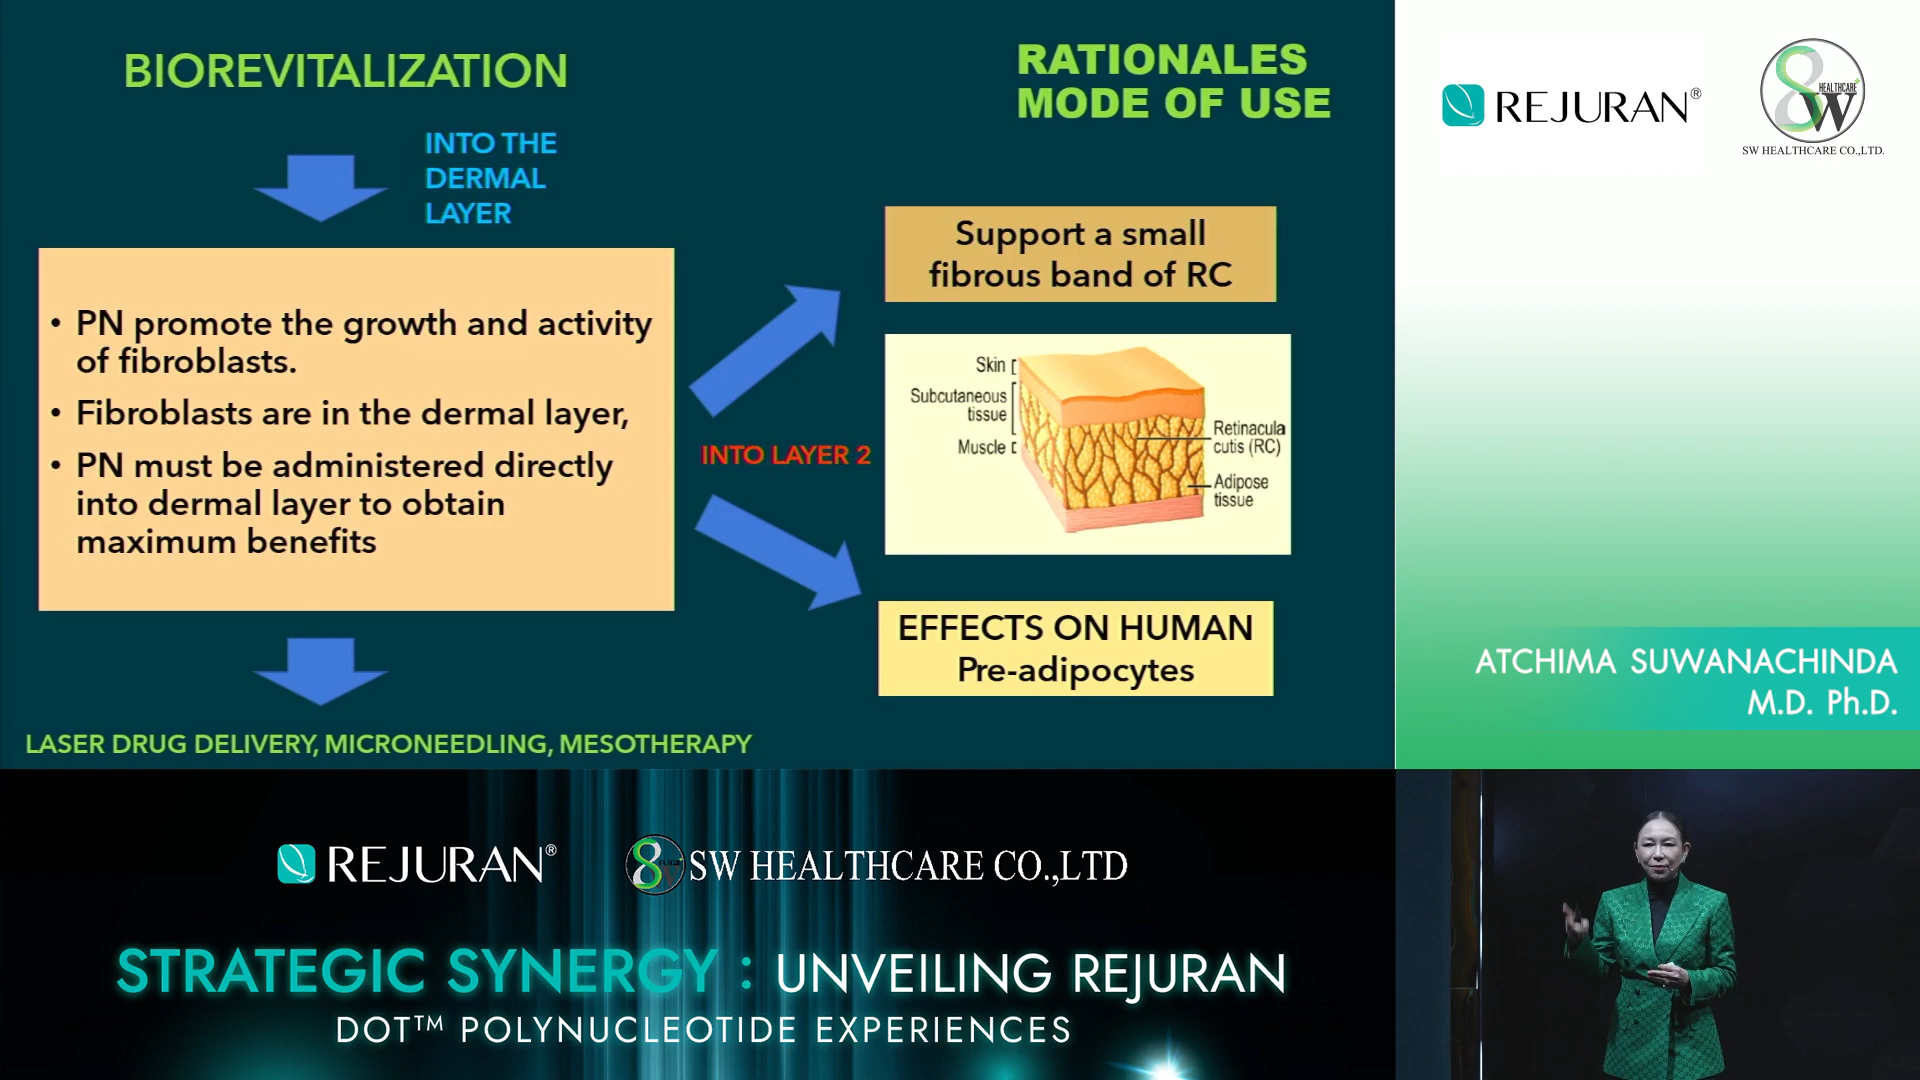 BIOREVITALIZATION
INTO THE
DERMAL
LAYER
• PN promote the growth and activity
of fibroblasts.
• Fibroblasts are in the dermal layer,
• PN must be administered directly
into dermal layer to obtain
maximum benefits
LASER DRUG DELIVERY, MICRONEEDLING, MESOTHERAPY
RATIONALES
MODE OF USE
Support a small
fibrous band of RC
INTO LAYER 2
Skin
Subcutaneous
tissue
Muscle
Retinacula
cutis (RC)
Adipose
tissue
EFFECTS ON HUMAN
Pre-adipocytes
REJURAN®
HEALTHCARE
SW
SW HEALTHCARE CO.,LTD.
ATCHIMA SUWANACHINDA
M.D. Ph.D.
REJURAN®
SW HEALTHCARE CO.,LTD
STRATEGIC SYNERGY : UNVEILING REJURAN
DOT™ POLYNUCLEOTIDE EXPERIENCES